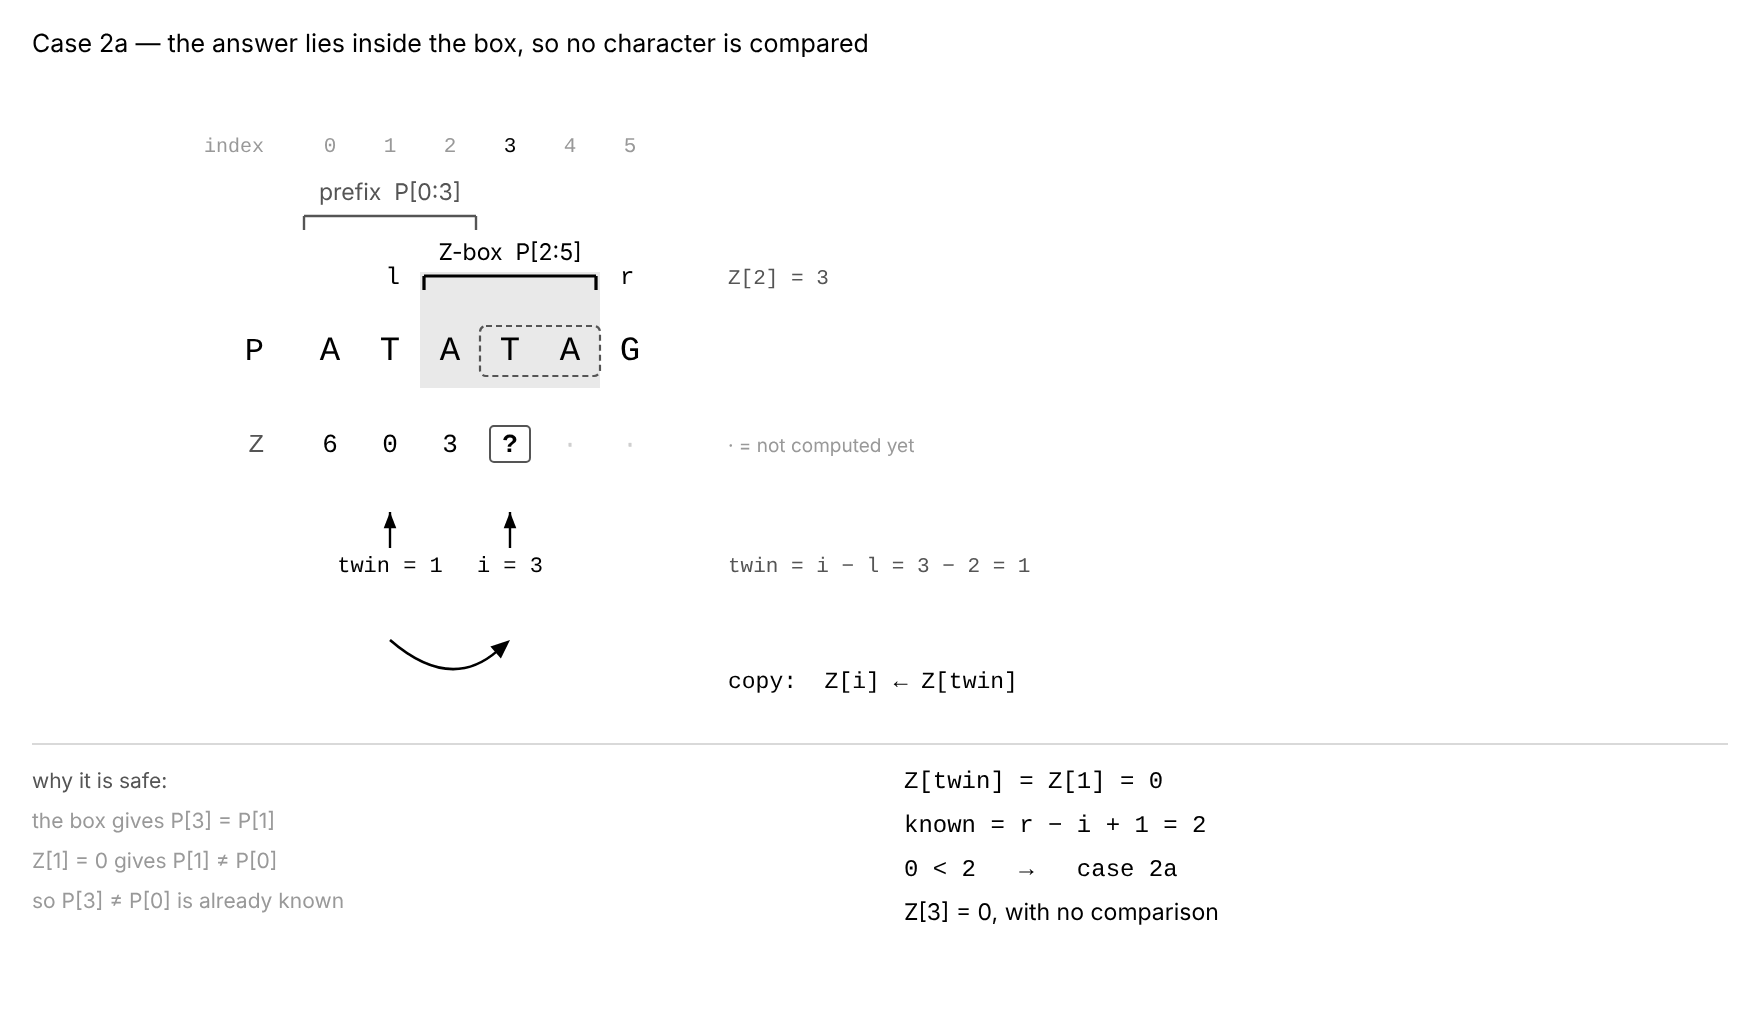 Case 2a — the answer lies inside the box, so no character is compared
index 0 1 2 3 4 5
prefix P[0:3]
Z-box P[2:5]
l r Z[2] = 3
P A T A T A G
Z 6 0 3 ? · · · = not computed yet
twin = 1 i = 3 twin = i − l = 3 − 2 = 1
copy: Z[i] ← Z[twin]
why it is safe:
the box gives P[3] = P[1]
Z[1] = 0 gives P[1] ≠ P[0]
so P[3] ≠ P[0] is already known
Z[twin] = Z[1] = 0
known = r − i + 1 = 2
0 < 2 → case 2a
Z[3] = 0, with no comparison